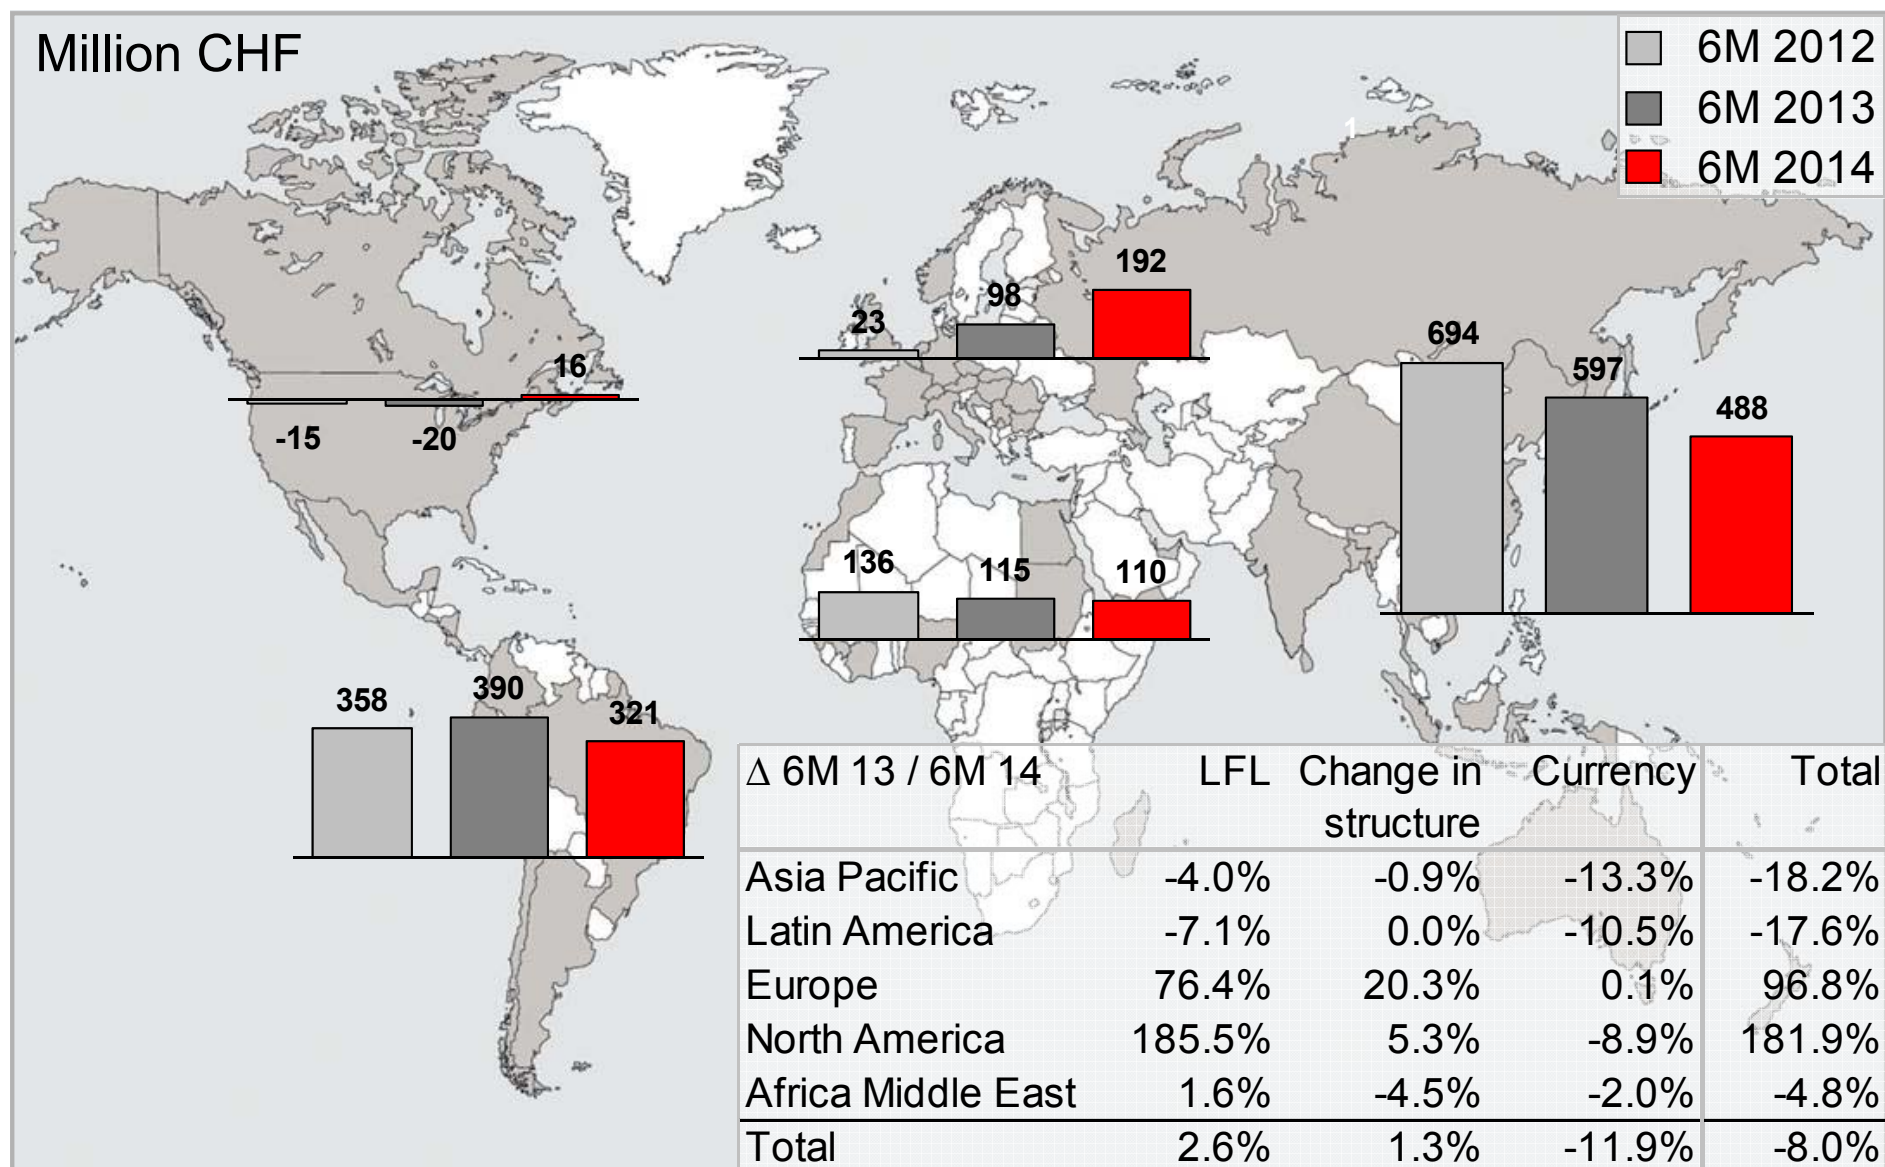 Million CHF
6M 2012
6M 2013
6M 2014
1
192
98
23
694
597
488
16
-15
-20
136
115
110
358
390
321
∆ 6M 13 / 6M 14 LFL Change in structure Currency Total
Asia Pacific -4.0% -0.9% -13.3% -18.2%
Latin America -7.1% 0.0% -10.5% -17.6%
Europe 76.4% 20.3% 0.1% 96.8%
North America 185.5% 5.3% -8.9% 181.9%
Africa Middle East 1.6% -4.5% -2.0% -4.8%
Total 2.6% 1.3% -11.9% -8.0%